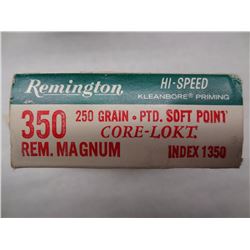 Remington
HI-SPEED
KLEANBORE® PRIMING
350
250 GRAIN • PTD. SOFT POINT
CORE-LOKT
REM. MAGNUM
INDEX 1350